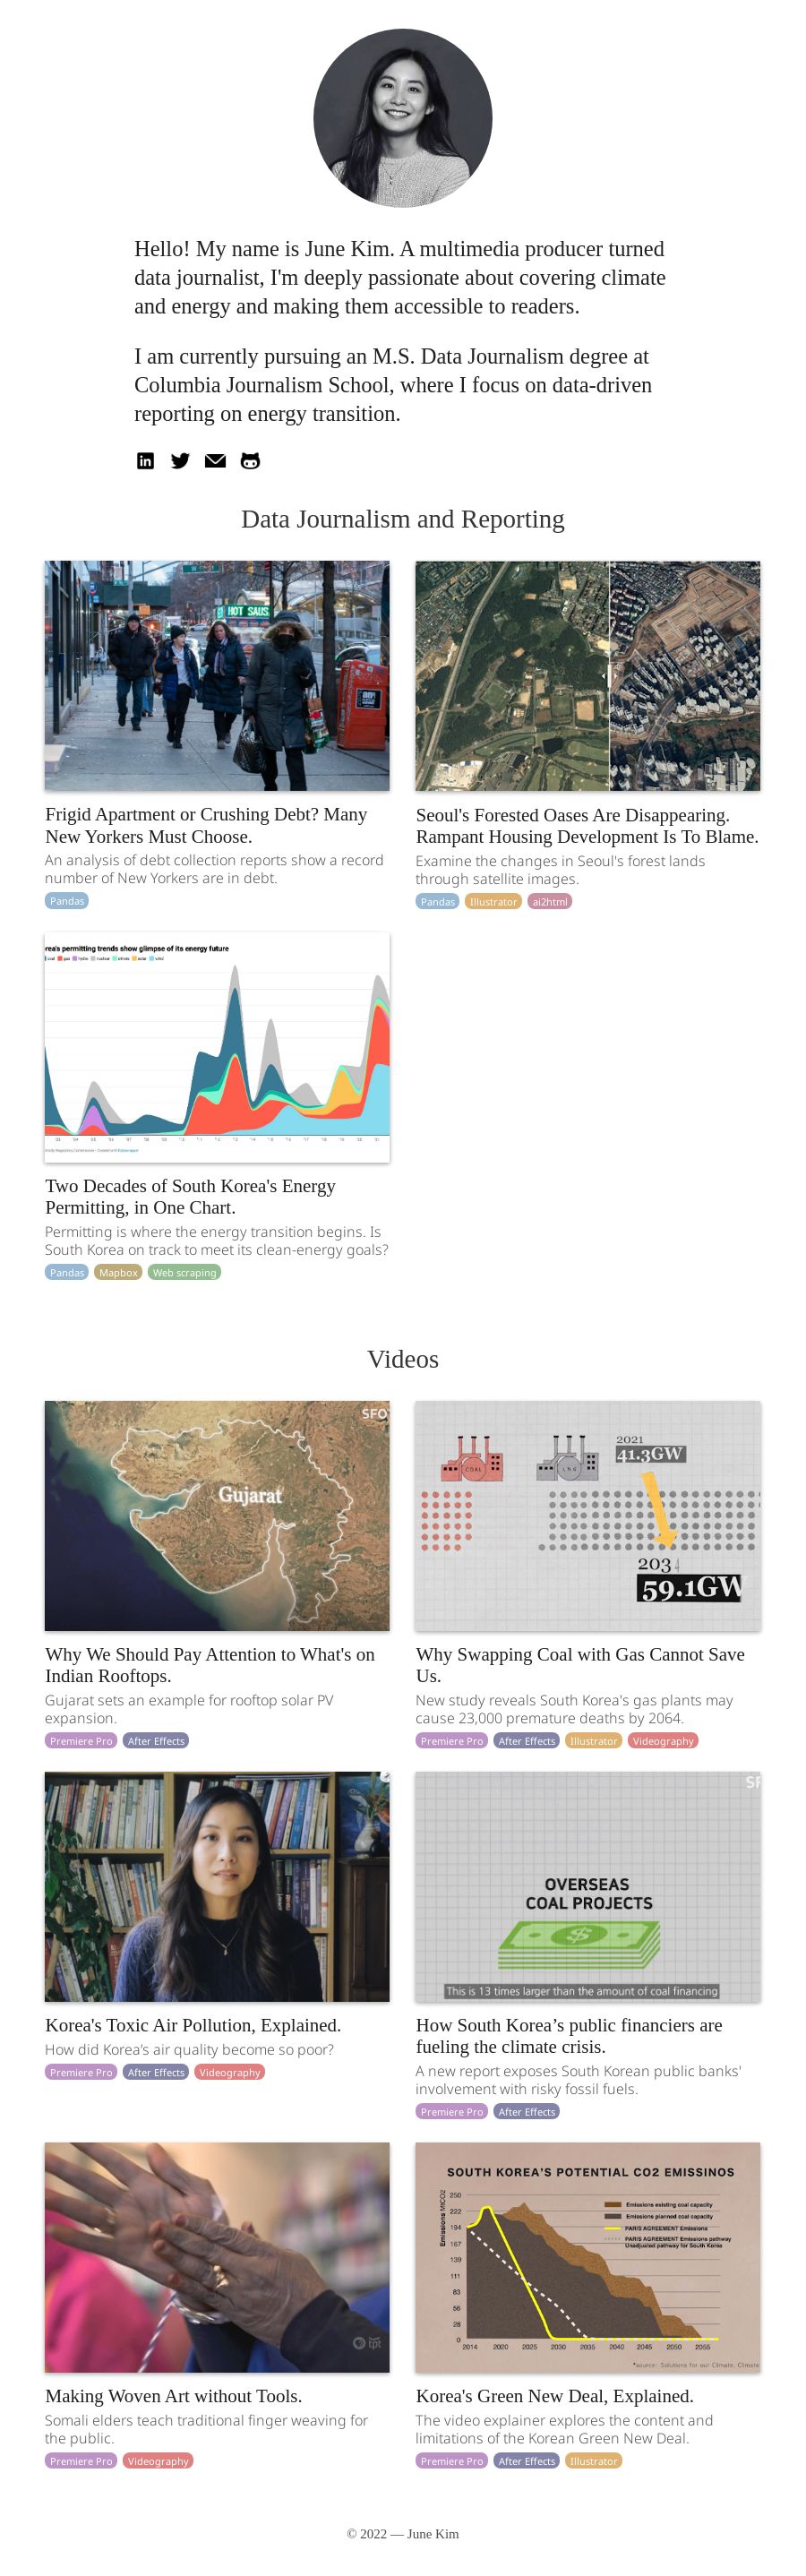 Hello! My name is June Kim. A multimedia producer turned
data journalist, I'm deeply passionate about covering climate
and energy and making them accessible to readers.
I am currently pursuing an M.S. Data Journalism degree at
Columbia Journalism School, where I focus on data-driven
reporting on energy transition.
in
Data Journalism and Reporting
HOT SAUS
Frigid Apartment or Crushing Debt? Many
New Yorkers Must Choose.
An analysis of debt collection reports show a record
number of New Yorkers are in debt.
Pandas
Seoul's Forested Oases Are Disappearing.
Rampant Housing Development Is To Blame.
Examine the changes in Seoul's forest lands
through satellite images.
Pandas Illustrator ai2html
rea's permitting trends show glimpse of its energy future
coal gas hydro nuclear others solar wind
Two Decades of South Korea's Energy
Permitting, in One Chart.
Permitting is where the energy transition begins. Is
South Korea on track to meet its clean-energy goals?
Pandas Mapbox Web scraping
Videos
SFO
Gujarat
Why We Should Pay Attention to What's on
Indian Rooftops.
Gujarat sets an example for rooftop solar PV
expansion.
Premiere Pro After Effects
COAL
LNG
2021
41.3GW
203
59.1GW
Why Swapping Coal with Gas Cannot Save
Us.
New study reveals South Korea's gas plants may
cause 23,000 premature deaths by 2064.
Premiere Pro After Effects Illustrator Videography
Korea's Toxic Air Pollution, Explained.
How did Korea's air quality become so poor?
Premiere Pro After Effects Videography
SF
OVERSEAS
COAL PROJECTS
$
This is 13 times larger than the amount of coal financing
How South Korea’s public financiers are
fueling the climate crisis.
A new report exposes South Korean public banks'
involvement with risky fossil fuels.
Premiere Pro After Effects
tpt
Making Woven Art without Tools.
Somali elders teach traditional finger weaving for
the public.
Premiere Pro Videography
SOUTH KOREA'S POTENTIAL CO2 EMISSINOS
Emissions MtCO2
250
222
194
167
139
111
83
56
28
0
Emissions existing coal capacity
Emissions planned coal capacity
PARIS AGREEMENT Emissions
PARIS AGREEMENT Emissions pathway
Unadjusted pathway for South Korea
2014 2020 2025 2030 2035 2040 2045 2050 2055
*source: Solutions for our Climate, Climate
Korea's Green New Deal, Explained.
The video explainer explores the content and
limitations of the Korean Green New Deal.
Premiere Pro After Effects Illustrator
© 2022 — June Kim